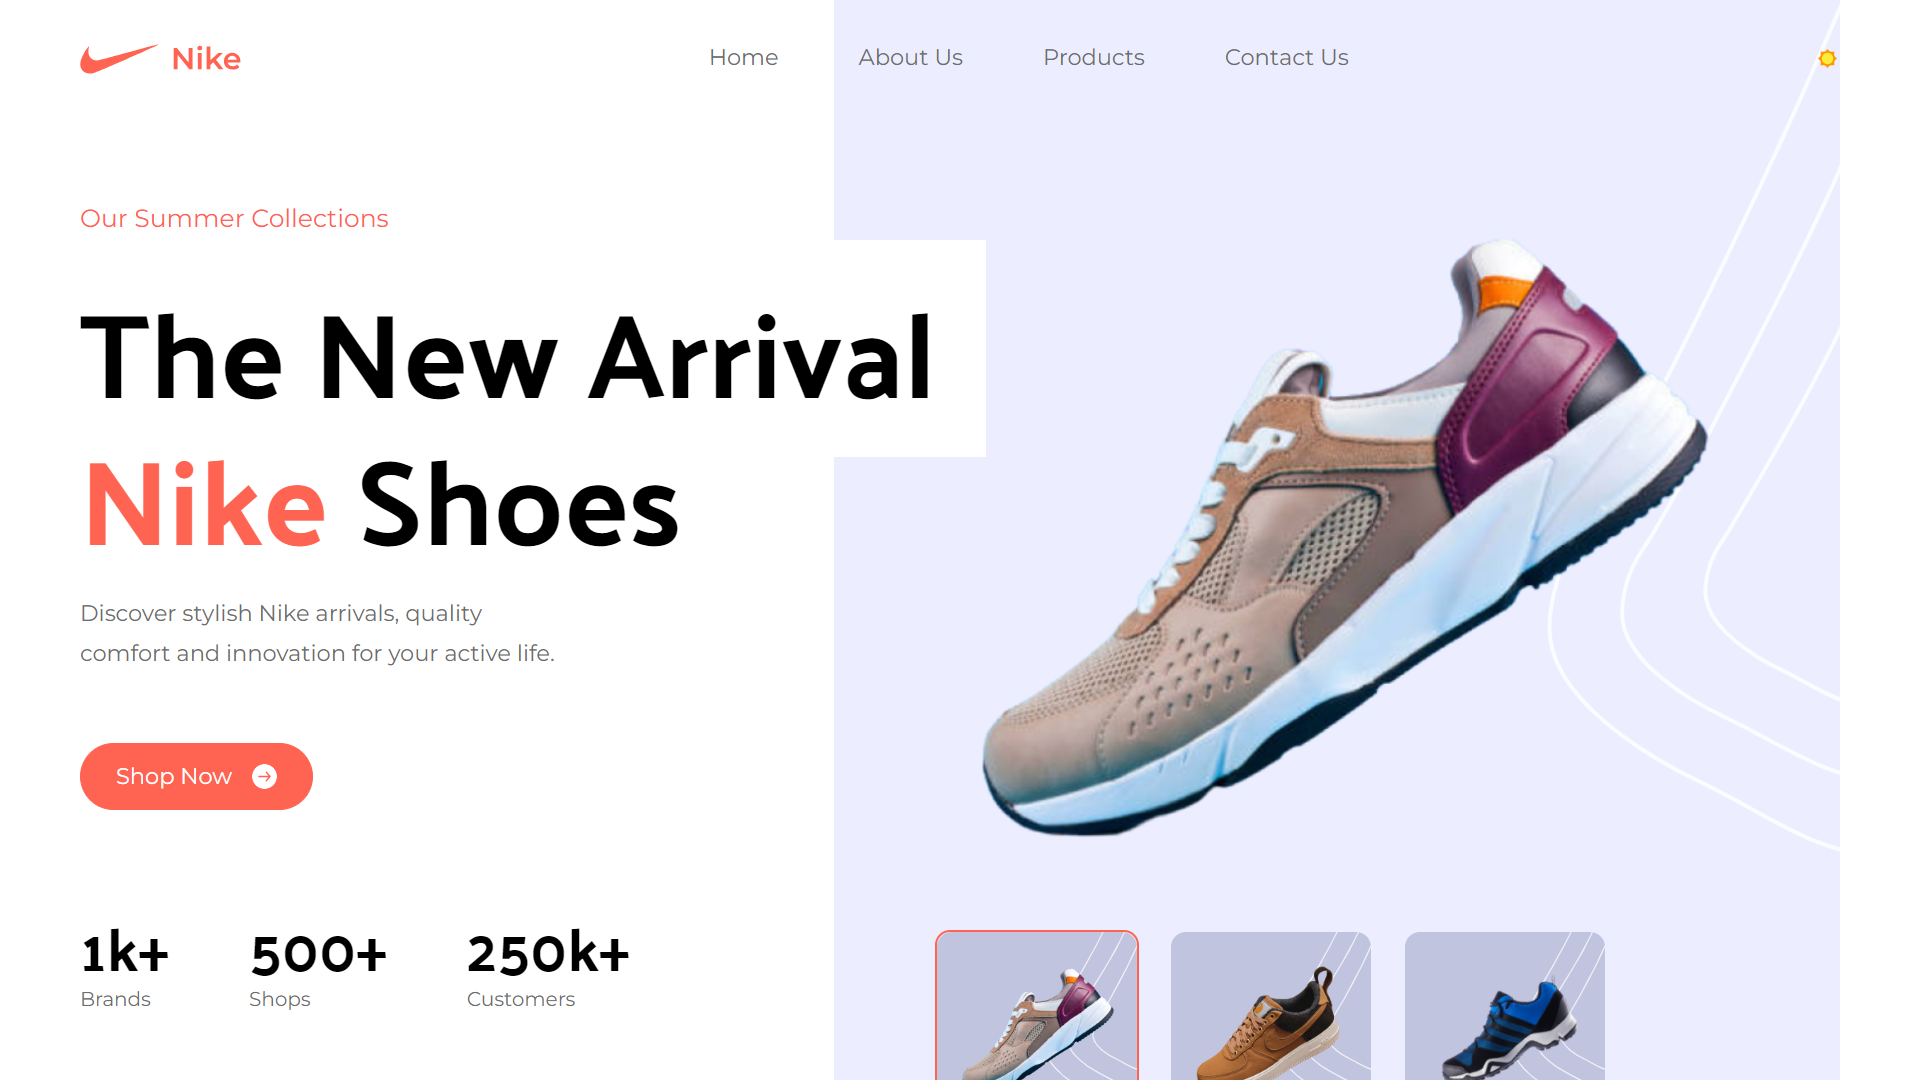 Nike
Home
About Us
Products
Contact Us
Our Summer Collections
The New Arrival
Nike Shoes
Discover stylish Nike arrivals, quality
comfort and innovation for your active life.
Shop Now
1k+
Brands
500+
Shops
250k+
Customers